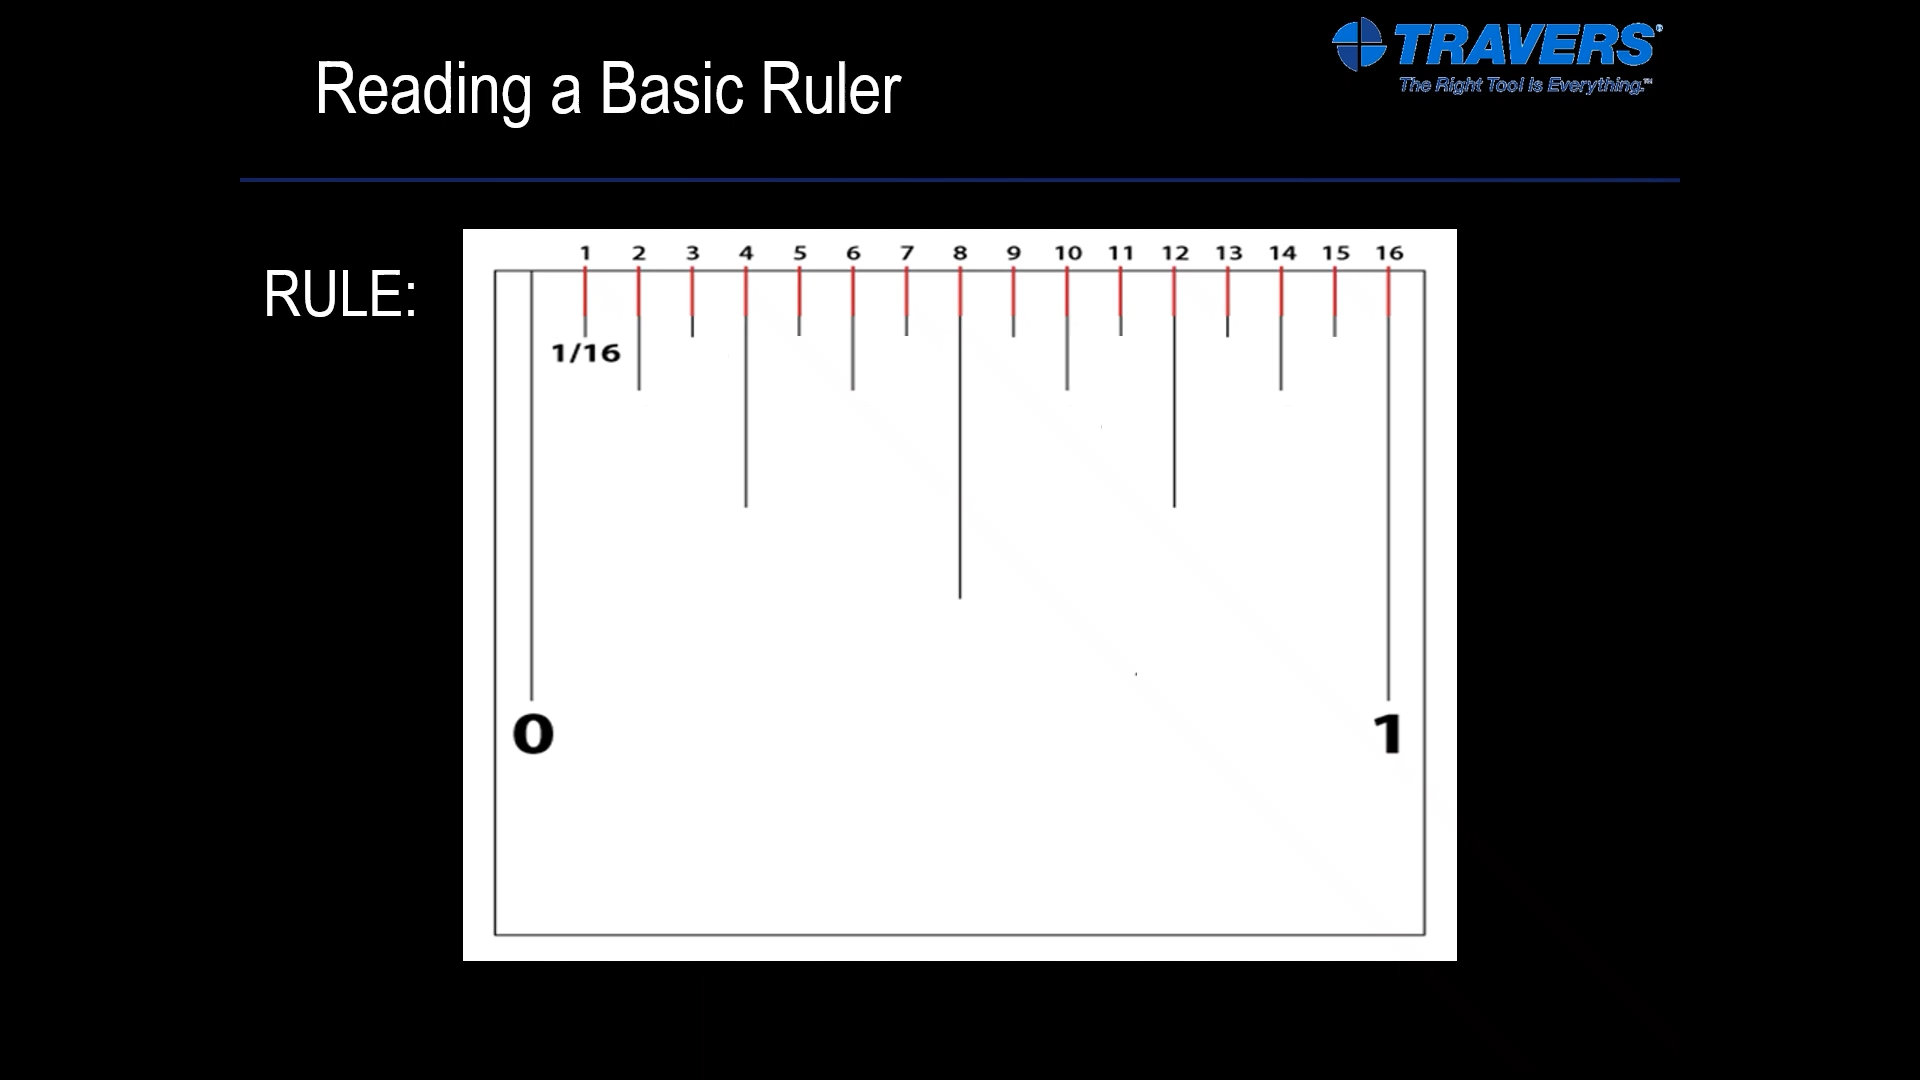 TRAVERS®
The Right Tool Is Everything.™
Reading a Basic Ruler
RULE:
1 2 3 4 5 6 7 8 9 10 11 12 13 14 15 16
1/16
0 1